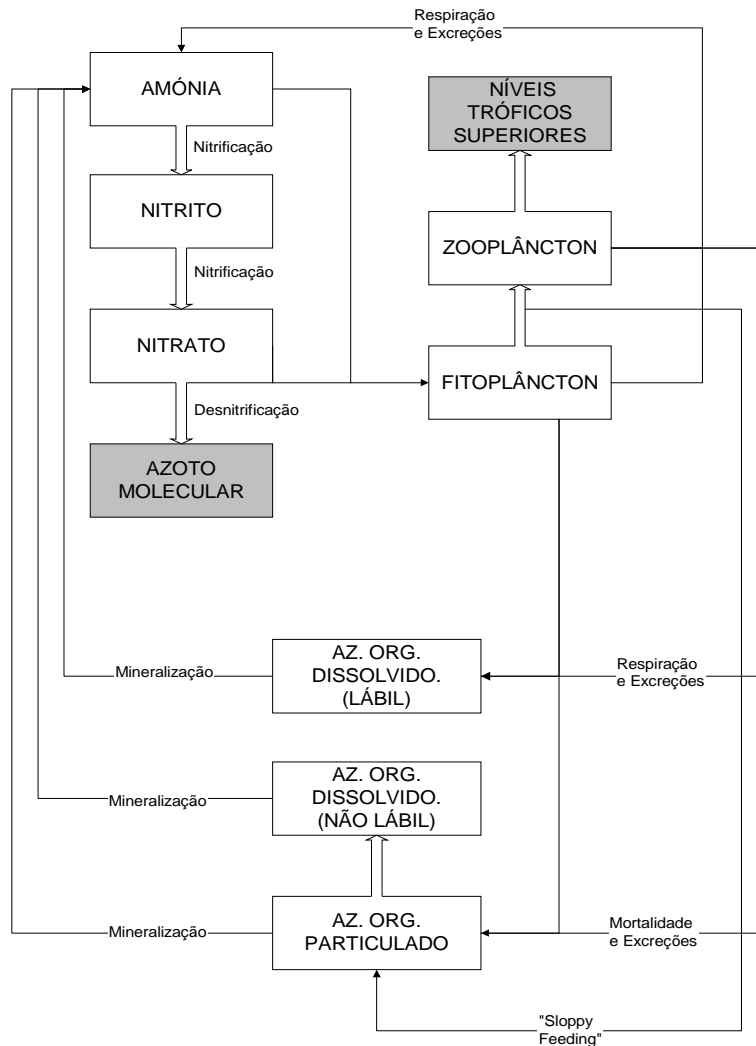 Respiração
e Excreções
AMÓNIA
NÍVEIS
TRÓFICOS
SUPERIORES
Nitrificação
NITRITO
ZOOPLÂNCTON
Nitrificação
NITRATO
FITOPLÂNCTON
Desnitrificação
AZOTO
MOLECULAR
Mineralização
AZ. ORG.
DISSOLVIDO.
(LÁBIL)
Respiração
e Excreções
Mineralização
AZ. ORG.
DISSOLVIDO.
(NÃO LÁBIL)
Mineralização
AZ. ORG.
PARTICULADO
Mortalidade
e Excreções
"Sloppy
Feeding"